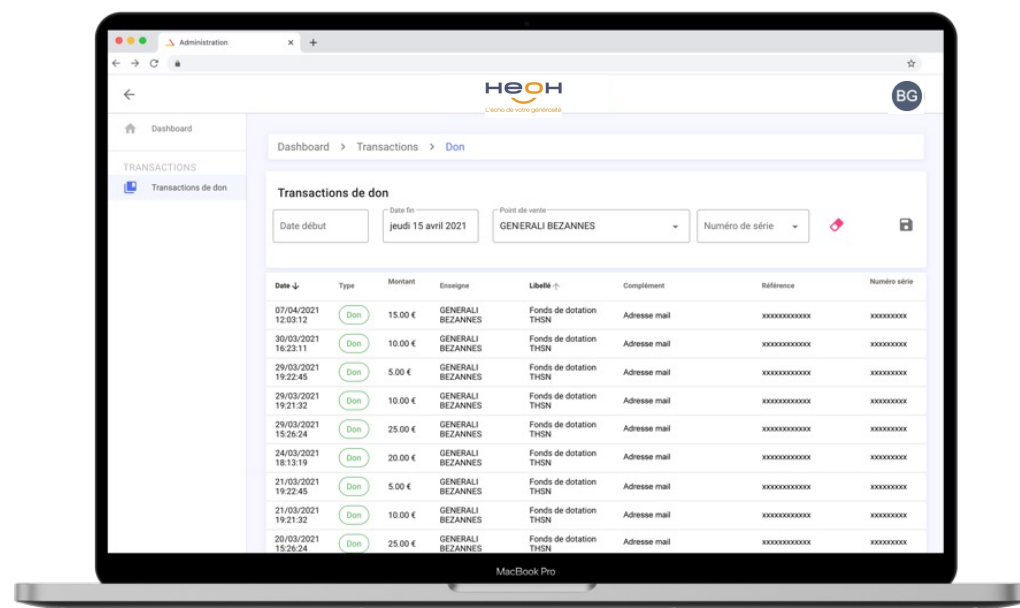 Administration
HEOH
L'écho de votre générosité
BG
Dashboard
TRANSACTIONS
Transactions de don
Dashboard > Transactions > Don
Transactions de don
Date début
Date fin
jeudi 15 avril 2021
Point de vente
GENERALI BEZANNES
Numéro de série
Date Type Montant Enseigne Libellé Complément Référence Numéro série
07/04/2021 12:03:12 Don 15.00 € GENERALI BEZANNES Fonds de dotation THSN Adresse mail xxxxxxxxxxxx xxxxxxxxx
30/03/2021 16:23:11 Don 10.00 € GENERALI BEZANNES Fonds de dotation THSN Adresse mail xxxxxxxxxxxx xxxxxxxxx
29/03/2021 19:22:45 Don 5.00 € GENERALI BEZANNES Fonds de dotation THSN Adresse mail xxxxxxxxxxxx xxxxxxxxx
29/03/2021 19:21:32 Don 10.00 € GENERALI BEZANNES Fonds de dotation THSN Adresse mail xxxxxxxxxxxx xxxxxxxxx
29/03/2021 15:26:24 Don 25.00 € GENERALI BEZANNES Fonds de dotation THSN Adresse mail xxxxxxxxxxxx xxxxxxxxx
24/03/2021 18:13:19 Don 20.00 € GENERALI BEZANNES Fonds de dotation THSN Adresse mail xxxxxxxxxxxx xxxxxxxxx
21/03/2021 19:22:45 Don 5.00 € GENERALI BEZANNES Fonds de dotation THSN Adresse mail xxxxxxxxxxxx xxxxxxxxx
21/03/2021 19:21:32 Don 10.00 € GENERALI BEZANNES Fonds de dotation THSN Adresse mail xxxxxxxxxxxx xxxxxxxxx
20/03/2021 15:26:24 Don 25.00 € GENERALI BEZANNES Fonds de dotation THSN Adresse mail xxxxxxxxxxxx xxxxxxxxx
MacBook Pro